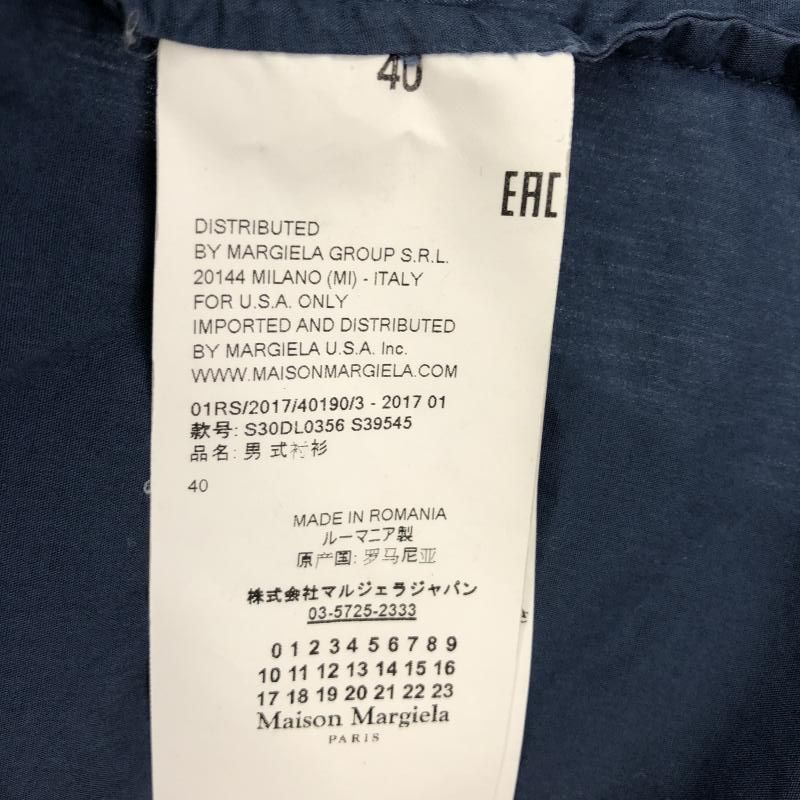 40
EAC
DISTRIBUTED
BY MARGIELA GROUP S.R.L.
20144 MILANO (MI) - ITALY
FOR U.S.A. ONLY
IMPORTED AND DISTRIBUTED
BY MARGIELA U.S.A. Inc.
WWW.MAISONMARGIELA.COM
01RS/2017/40190/3 - 2017 01
款号: S30DL0356 S39545
品名: 男 式衬衫
40
MADE IN ROMANIA
ルーマニア製
原产国: 罗马尼亚
株式会社マルジェラジャパン
03-5725-2333
0 1 2 3 4 5 6 7 8 9
10 11 12 13 14 15 16
17 18 19 20 21 22 23
Maison Margiela
PARIS